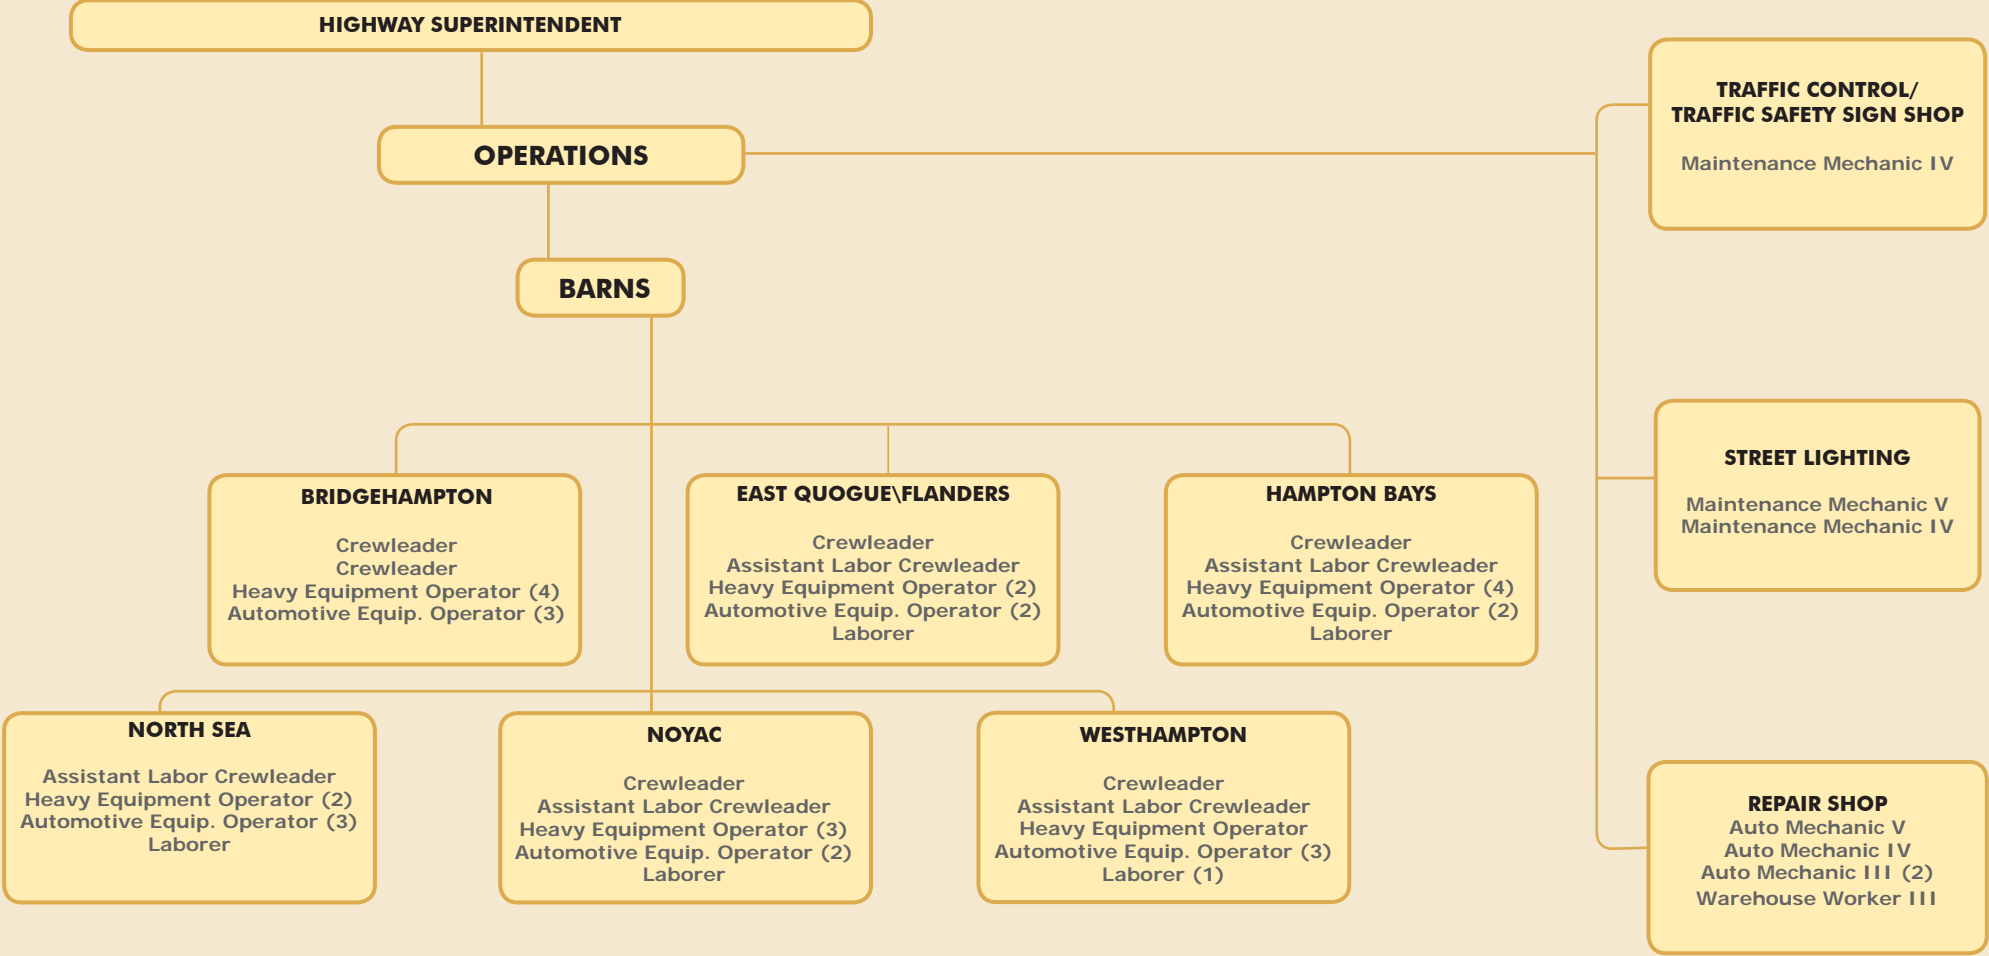 HIGHWAY SUPERINTENDENT
OPERATIONS
BARNS
BRIDGEHAMPTON
Crewleader
Crewleader
Heavy Equipment Operator (4)
Automotive Equip. Operator (3)
EAST QUOGUE\FLANDERS
Crewleader
Assistant Labor Crewleader
Heavy Equipment Operator (2)
Automotive Equip. Operator (2)
Laborer
HAMPTON BAYS
Crewleader
Assistant Labor Crewleader
Heavy Equipment Operator (4)
Automotive Equip. Operator (2)
Laborer
NORTH SEA
Assistant Labor Crewleader
Heavy Equipment Operator (2)
Automotive Equip. Operator (3)
Laborer
NOYAC
Crewleader
Assistant Labor Crewleader
Heavy Equipment Operator (3)
Automotive Equip. Operator (2)
Laborer
WESTHAMPTON
Crewleader
Assistant Labor Crewleader
Heavy Equipment Operator
Automotive Equip. Operator (3)
Laborer (1)
TRAFFIC CONTROL/
TRAFFIC SAFETY SIGN SHOP
Maintenance Mechanic IV
STREET LIGHTING
Maintenance Mechanic V
Maintenance Mechanic IV
REPAIR SHOP
Auto Mechanic V
Auto Mechanic IV
Auto Mechanic III (2)
Warehouse Worker III